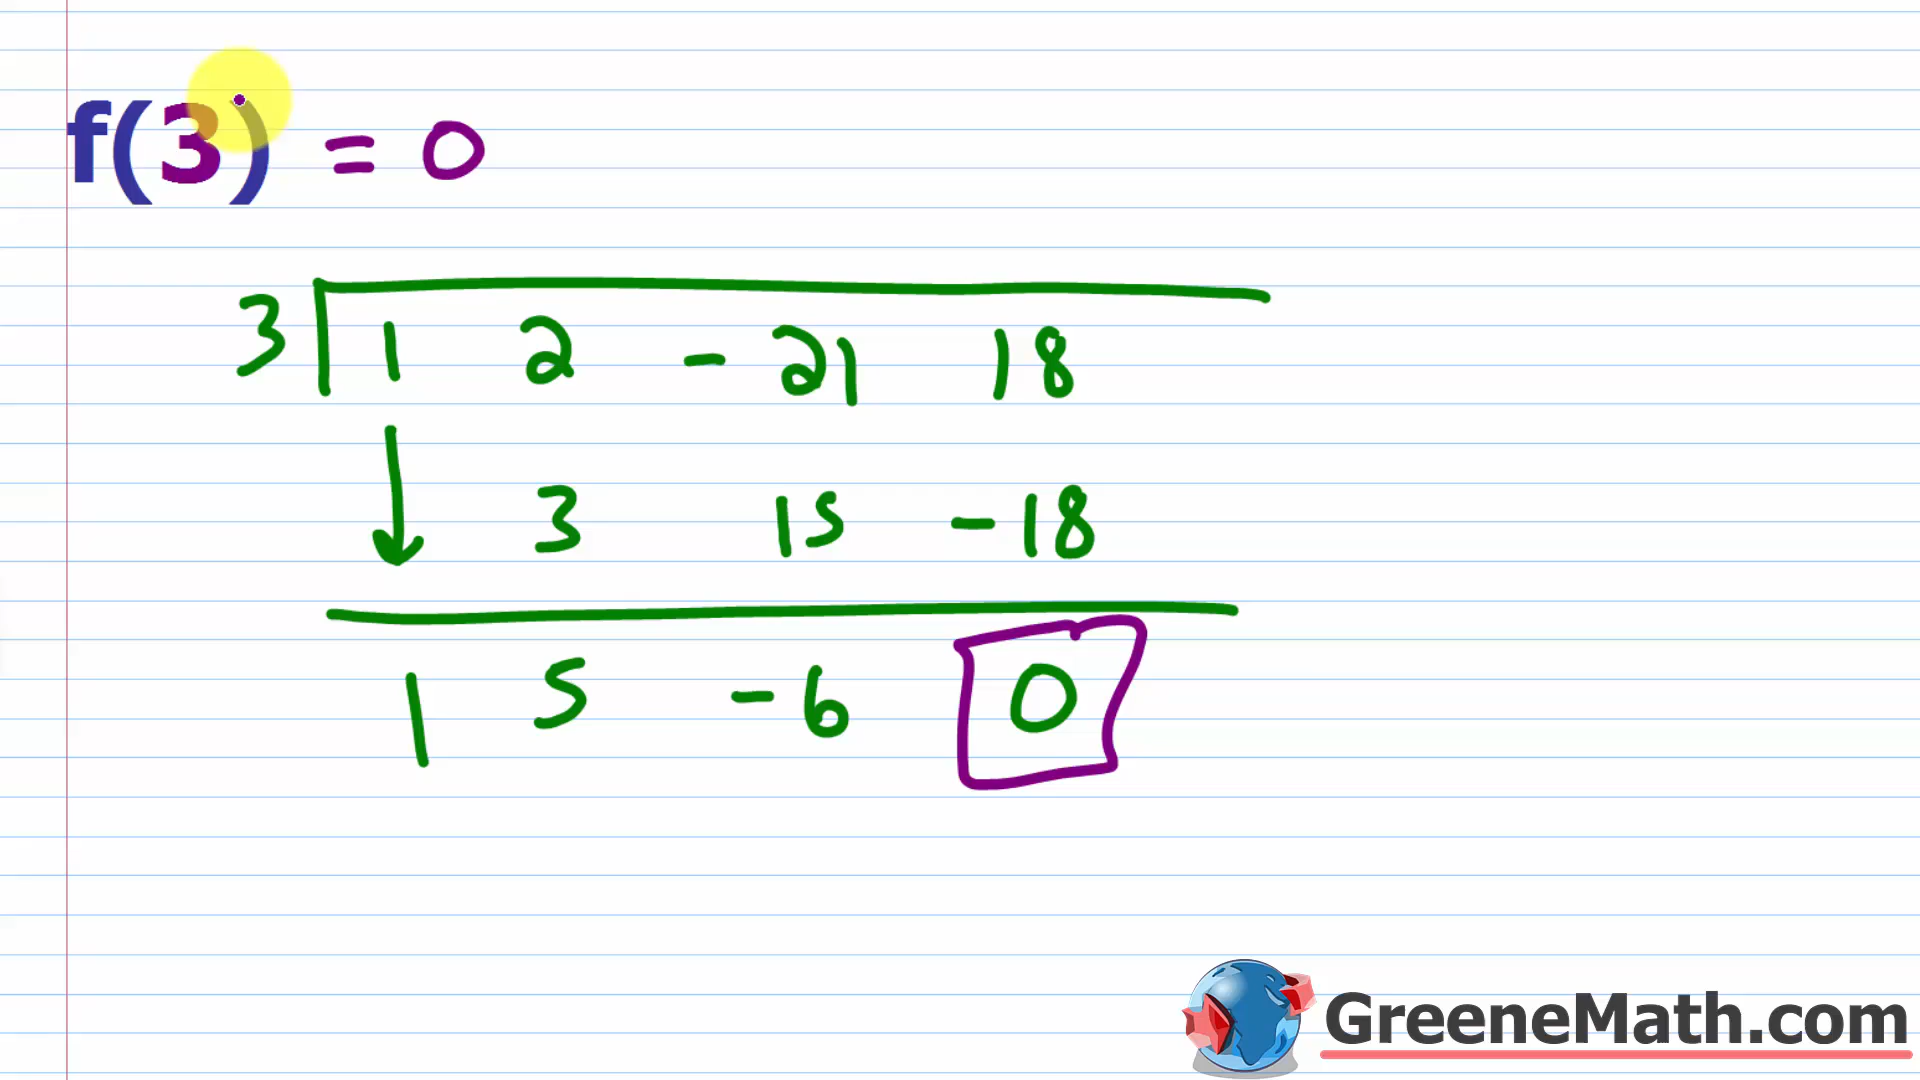 f(3) = 0
3 1 2 - 21 18
3 15 - 18
1 5 - 6 0
GreeneMath.com